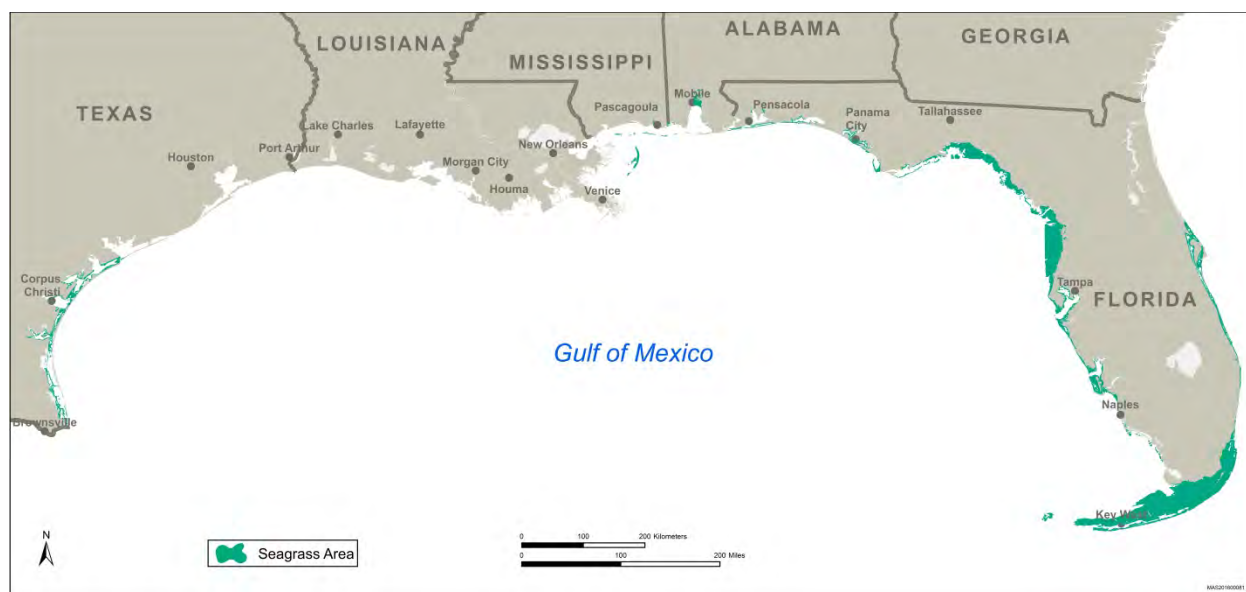 LOUISIANA
MISSISSIPPI
ALABAMA
GEORGIA
TEXAS
Mobile
Pascagoula
Pensacola
Panama
City
Tallahassee
Lake Charles
Lafayette
New Orleans
Port Arthur
Houston
Morgan City
Houma
Venice
Corpus
Christi
Tampa
FLORIDA
Gulf of Mexico
Naples
Brownsville
Key West
N
Seagrass Area
0 100 200 Kilometers
0 100 200 Miles
MAS201600081